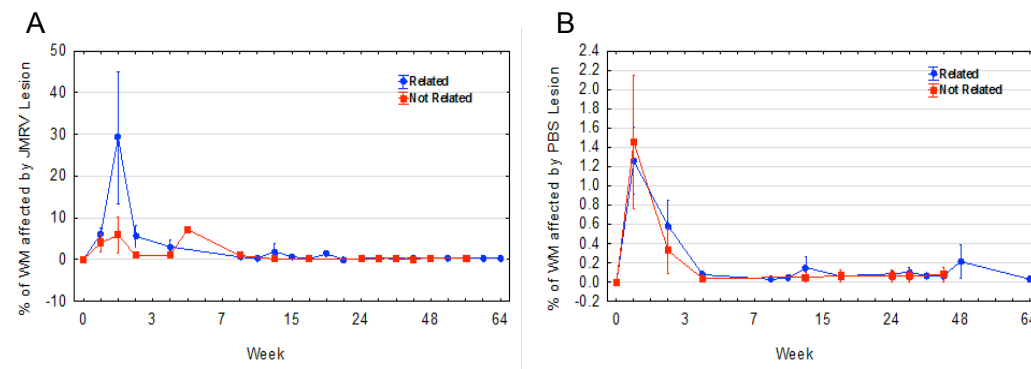 A
% of WM affected by JMRV Lesion
50
40
30
20
10
0
-10
Related
Not Related
0 3 7 15 24 48 64
Week
B
% of WM affected by PBS Lesion
2.4
2.2
2.0
1.8
1.6
1.4
1.2
1.0
0.8
0.6
0.4
0.2
0.0
-0.2
Related
Not Related
0 3 7 15 24 48 64
Week